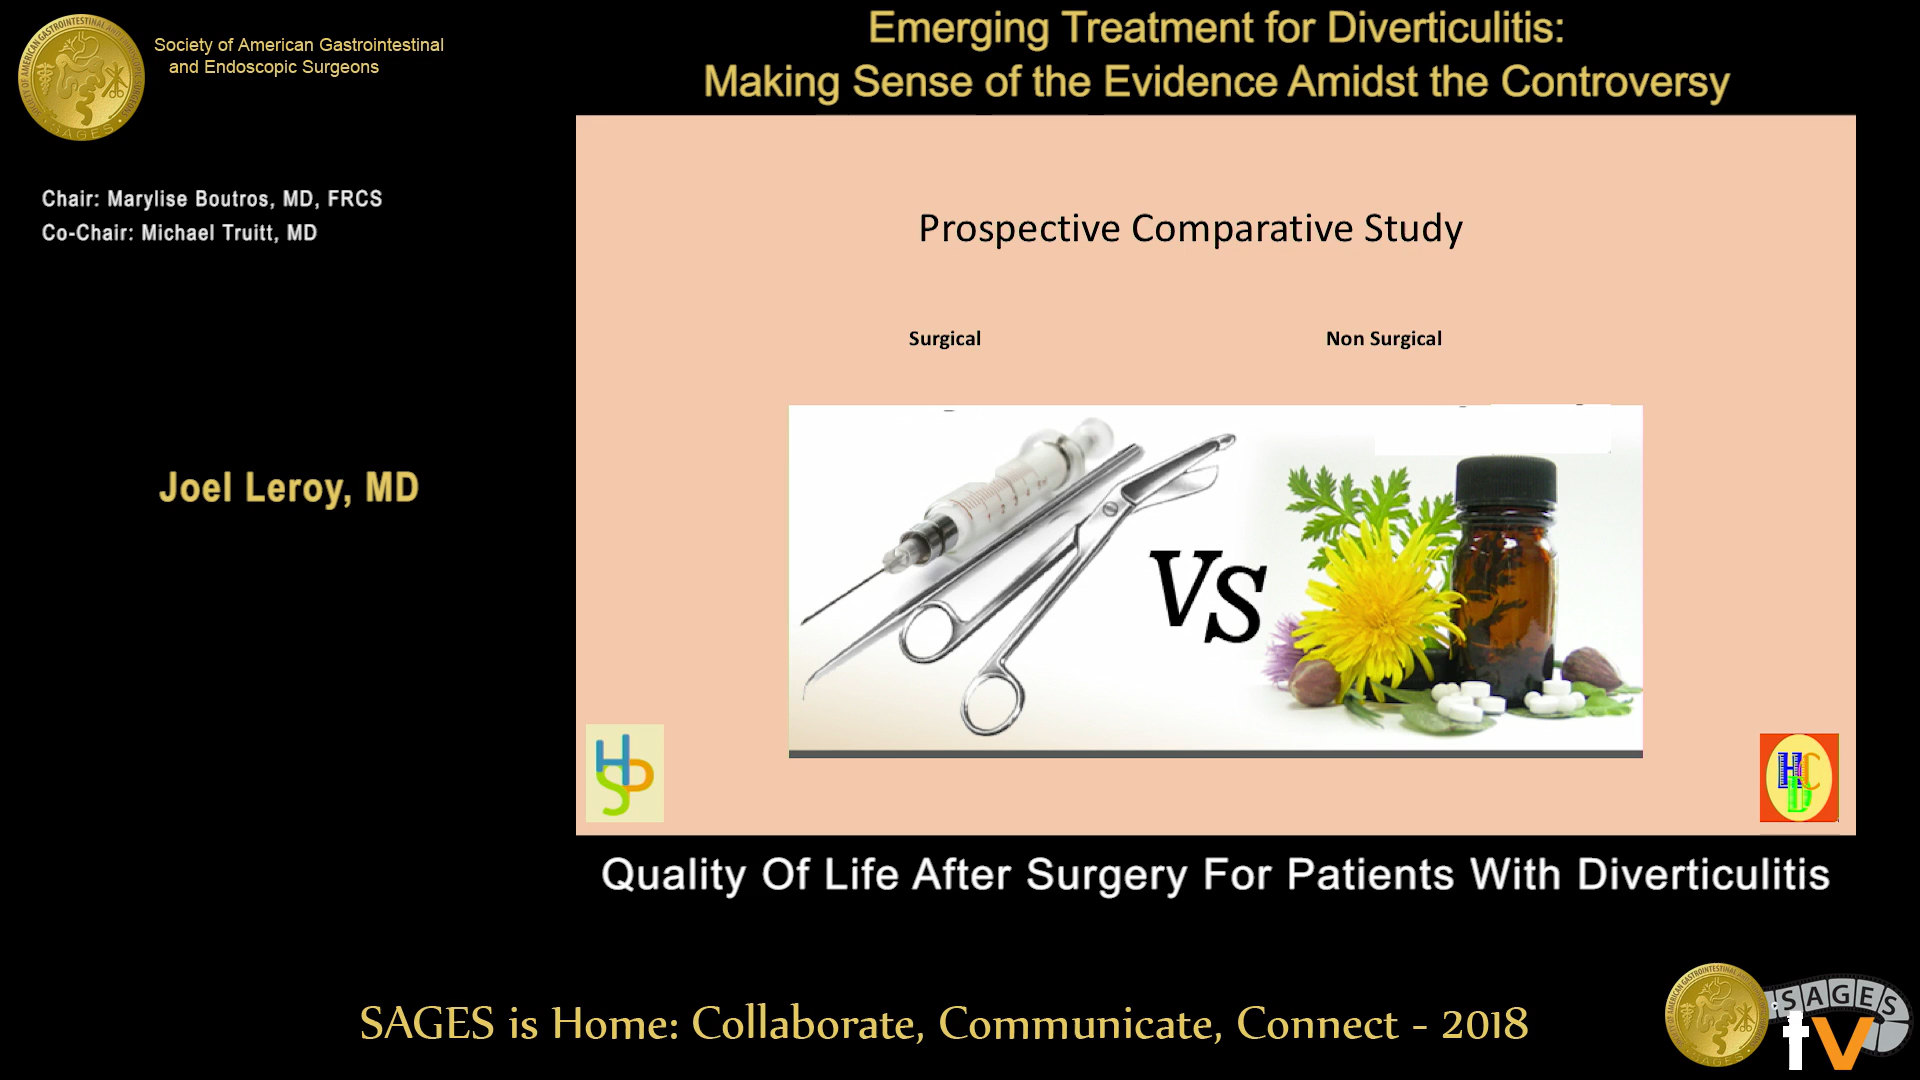 Society of American Gastrointestinal
and Endoscopic Surgeons
Emerging Treatment for Diverticulitis:
Making Sense of the Evidence Amidst the Controversy
Chair: Marylise Boutros, MD, FRCS
Co-Chair: Michael Truitt, MD
Joel Leroy, MD
Prospective Comparative Study
Surgical
Non Surgical
VS
Quality Of Life After Surgery For Patients With Diverticulitis
SAGES is Home: Collaborate, Communicate, Connect - 2018
SAGES
tv